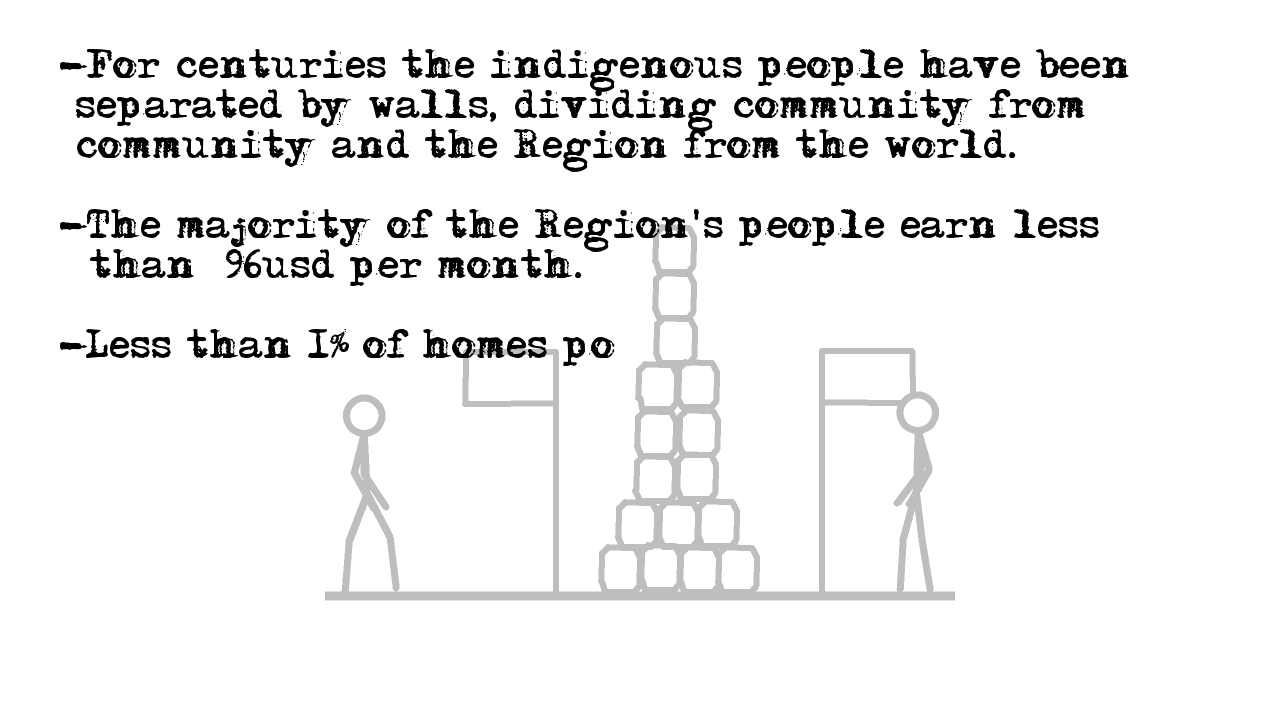 -For centuries the indigenous people have been
separated by walls, dividing community from
community and the Region from the world.
-The majority of the Region's people earn less
than 96usd per month.
-Less than 1% of homes po